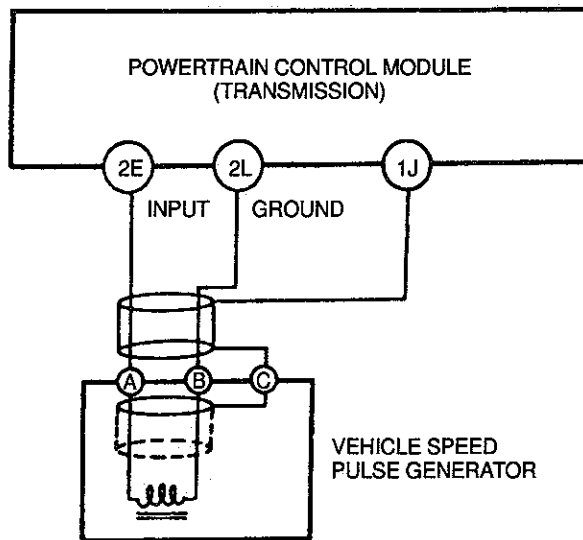 POWERTRAIN CONTROL MODULE
(TRANSMISSION)
2E 2L 1J
INPUT GROUND
A B C
VEHICLE SPEED
PULSE GENERATOR